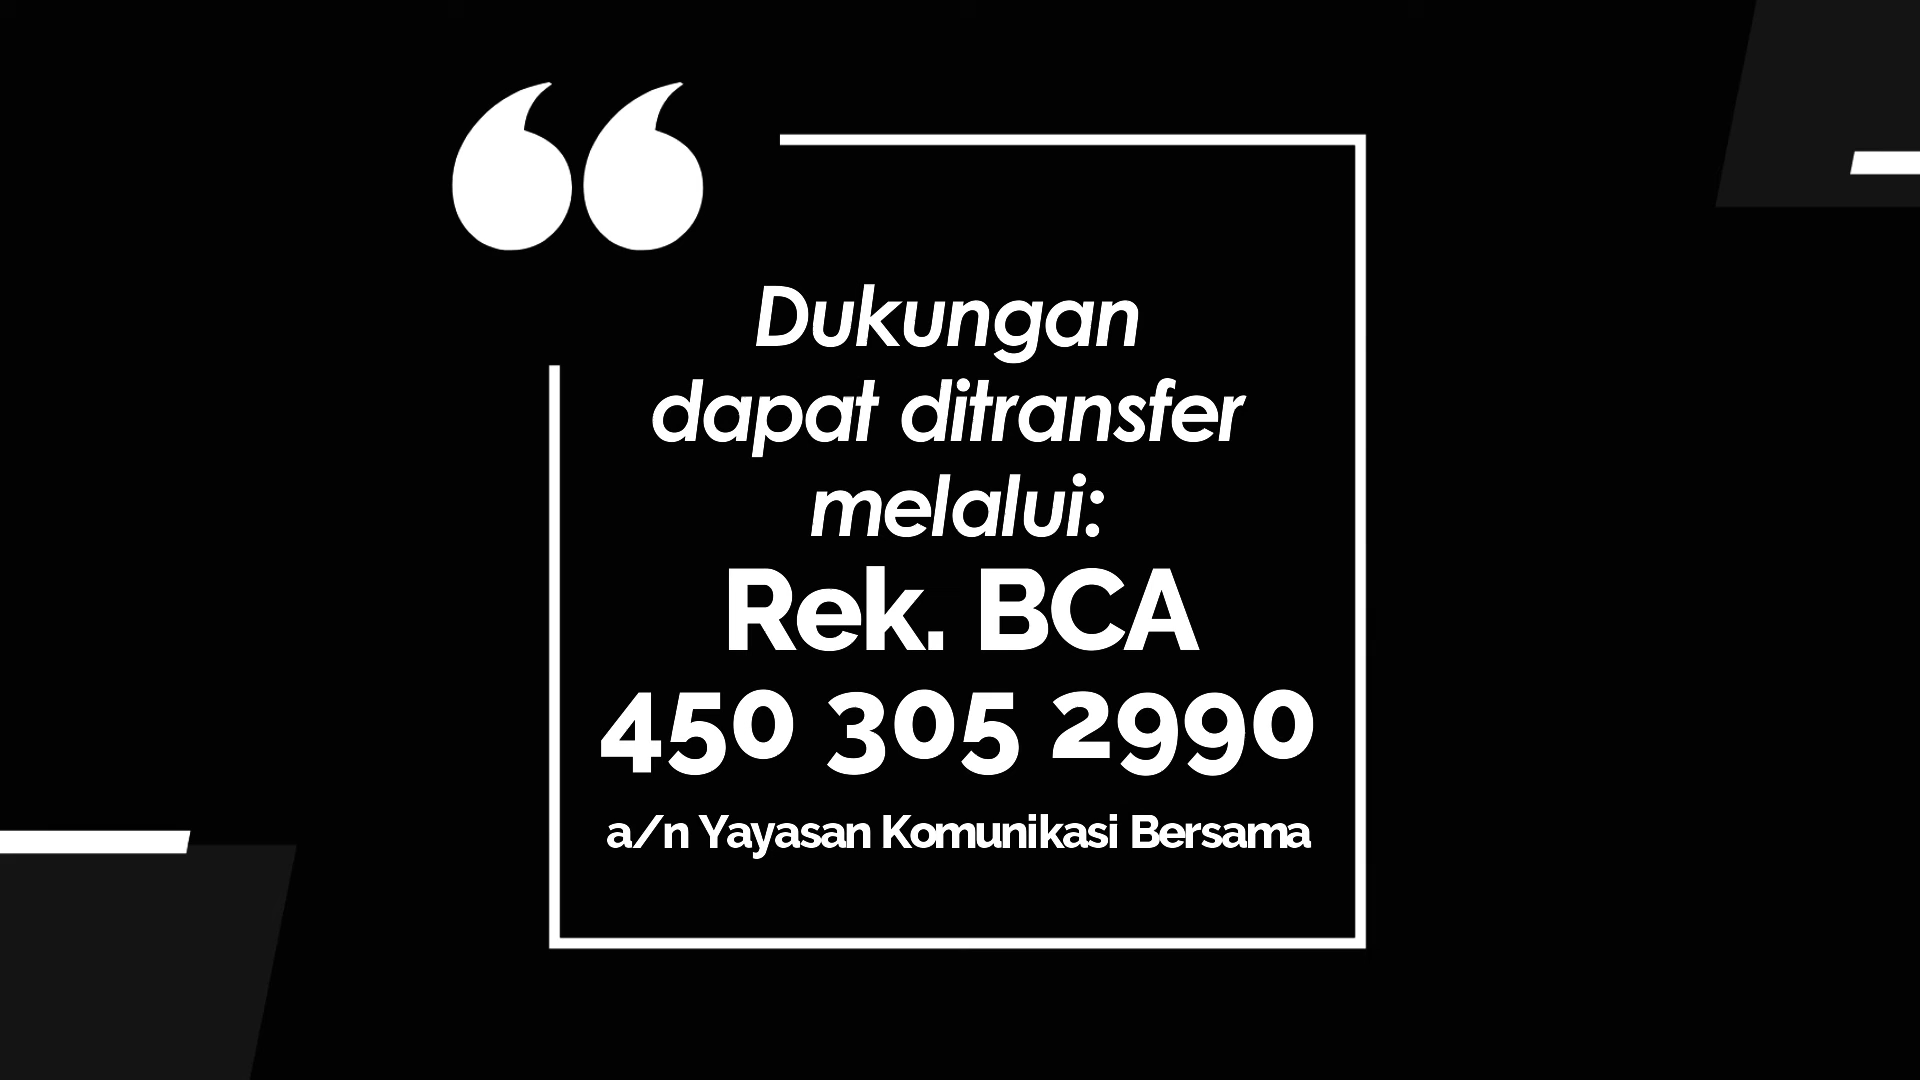 Dukungan
dapat ditransfer
melalui:
Rek. BCA
450 305 2990
a/n Yayasan Komunikasi Bersama